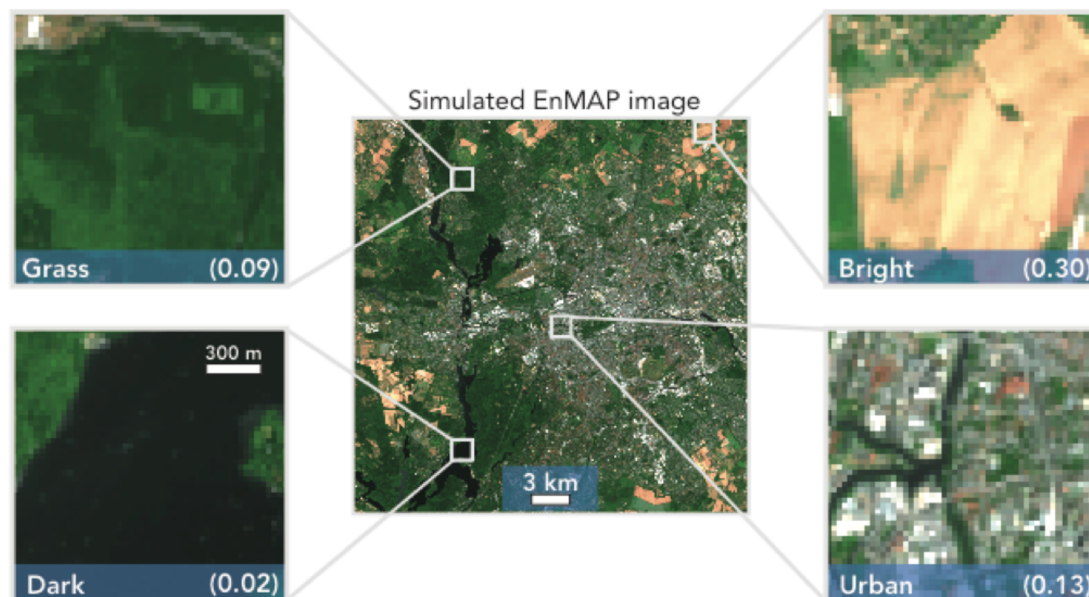 Simulated EnMAP image
Grass (0.09)
Bright (0.30)
300 m
3 km
Dark (0.02)
Urban (0.13)